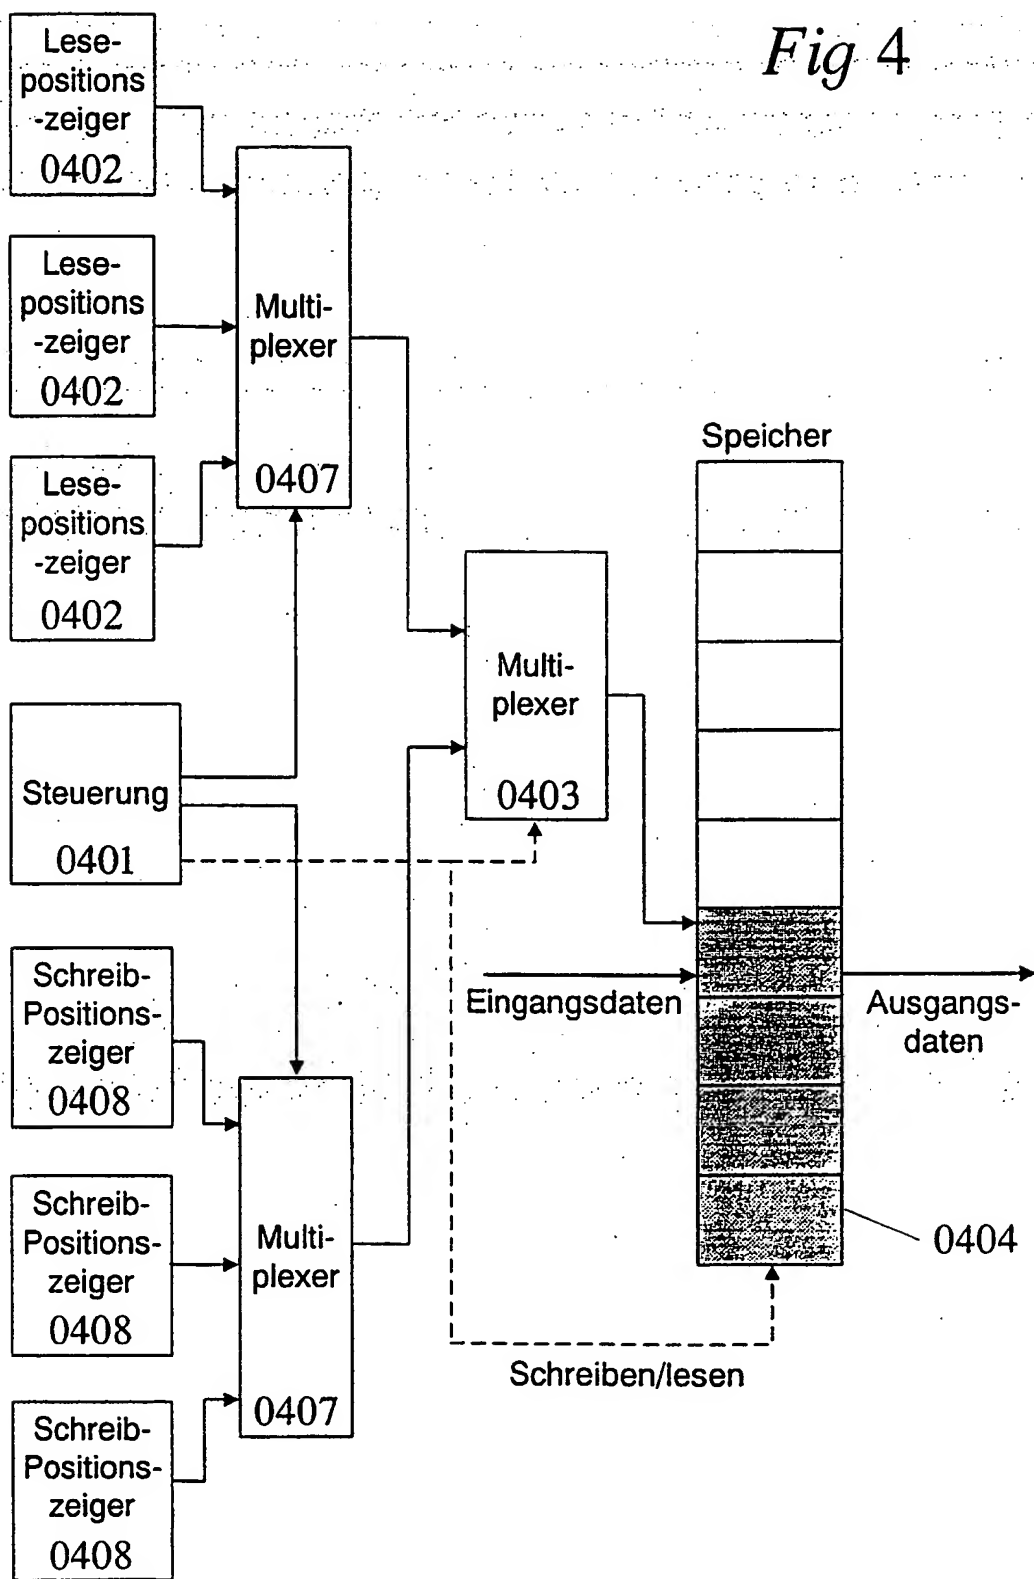 Fig 4
Lese-
positions
-zeiger
0402
Lese-
positions
-zeiger
0402
Lese-
positions
-zeiger
0402
Multi-
plexer
0407
Steuerung
0401
Multi-
plexer
0403
Speicher
Eingangsdaten
Ausgangs-
daten
0404
Schreiben/lesen
Schreib-
Positions-
zeiger
0408
Schreib-
Positions-
zeiger
0408
Schreib-
Positions-
zeiger
0408
Multi-
plexer
0407